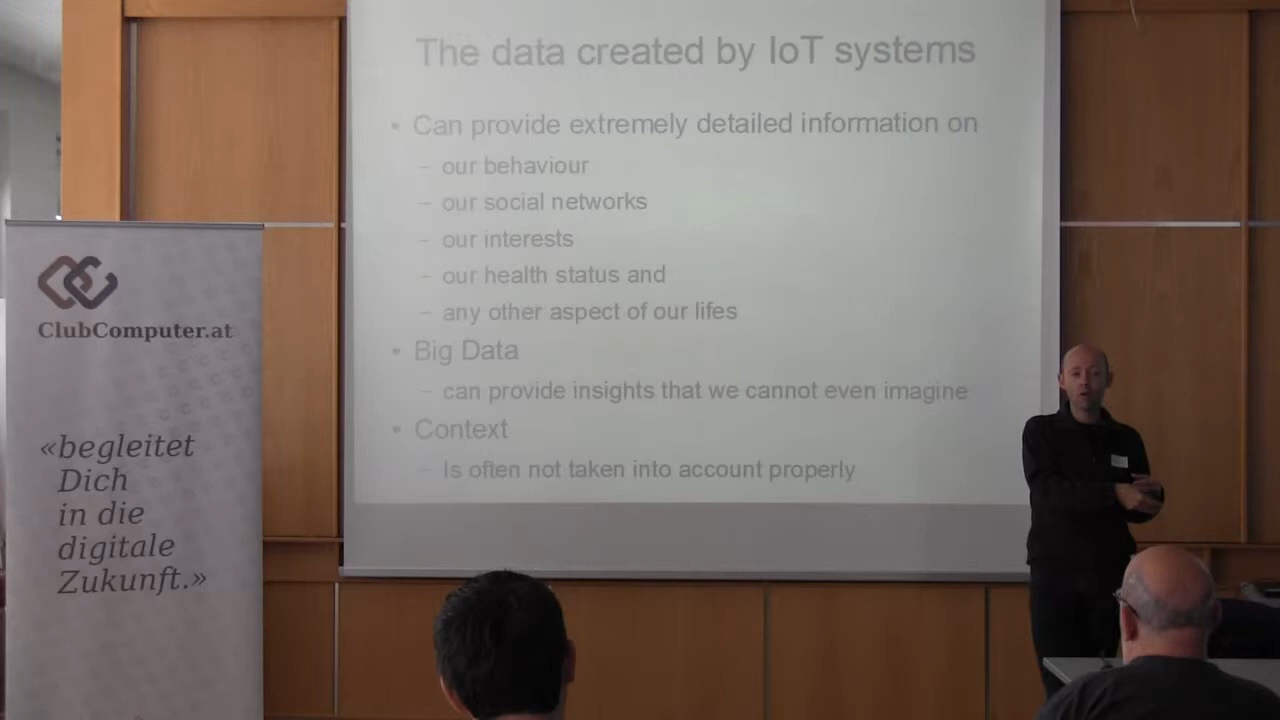 The data created by IoT systems
• Can provide extremely detailed information on
– our behaviour
– our social networks
– our interests
– our health status and
– any other aspect of our lifes
• Big Data
– can provide insights that we cannot even imagine
• Context
– Is often not taken into account properly
ClubComputer.at
«begleitet
Dich
in die
digitale
Zukunft.»